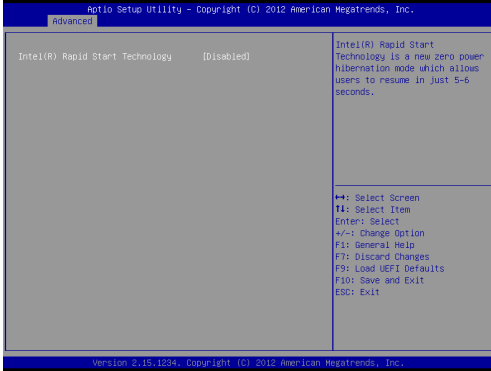 Aptio Setup Utility – Copyright (C) 2012 American Megatrends, Inc.
Advanced
Intel(R) Rapid Start Technology [Disabled]
Intel(R) Rapid Start
Technology is a new zero power
hibernation mode which allows
users to resume in just 5-6
seconds.
↔: Select Screen
↑↓: Select Item
Enter: Select
+/-: Change Option
F1: General Help
F7: Discard Changes
F9: Load UEFI Defaults
F10: Save and Exit
ESC: Exit
Version 2.15.1234. Copyright (C) 2012 American Megatrends, Inc.